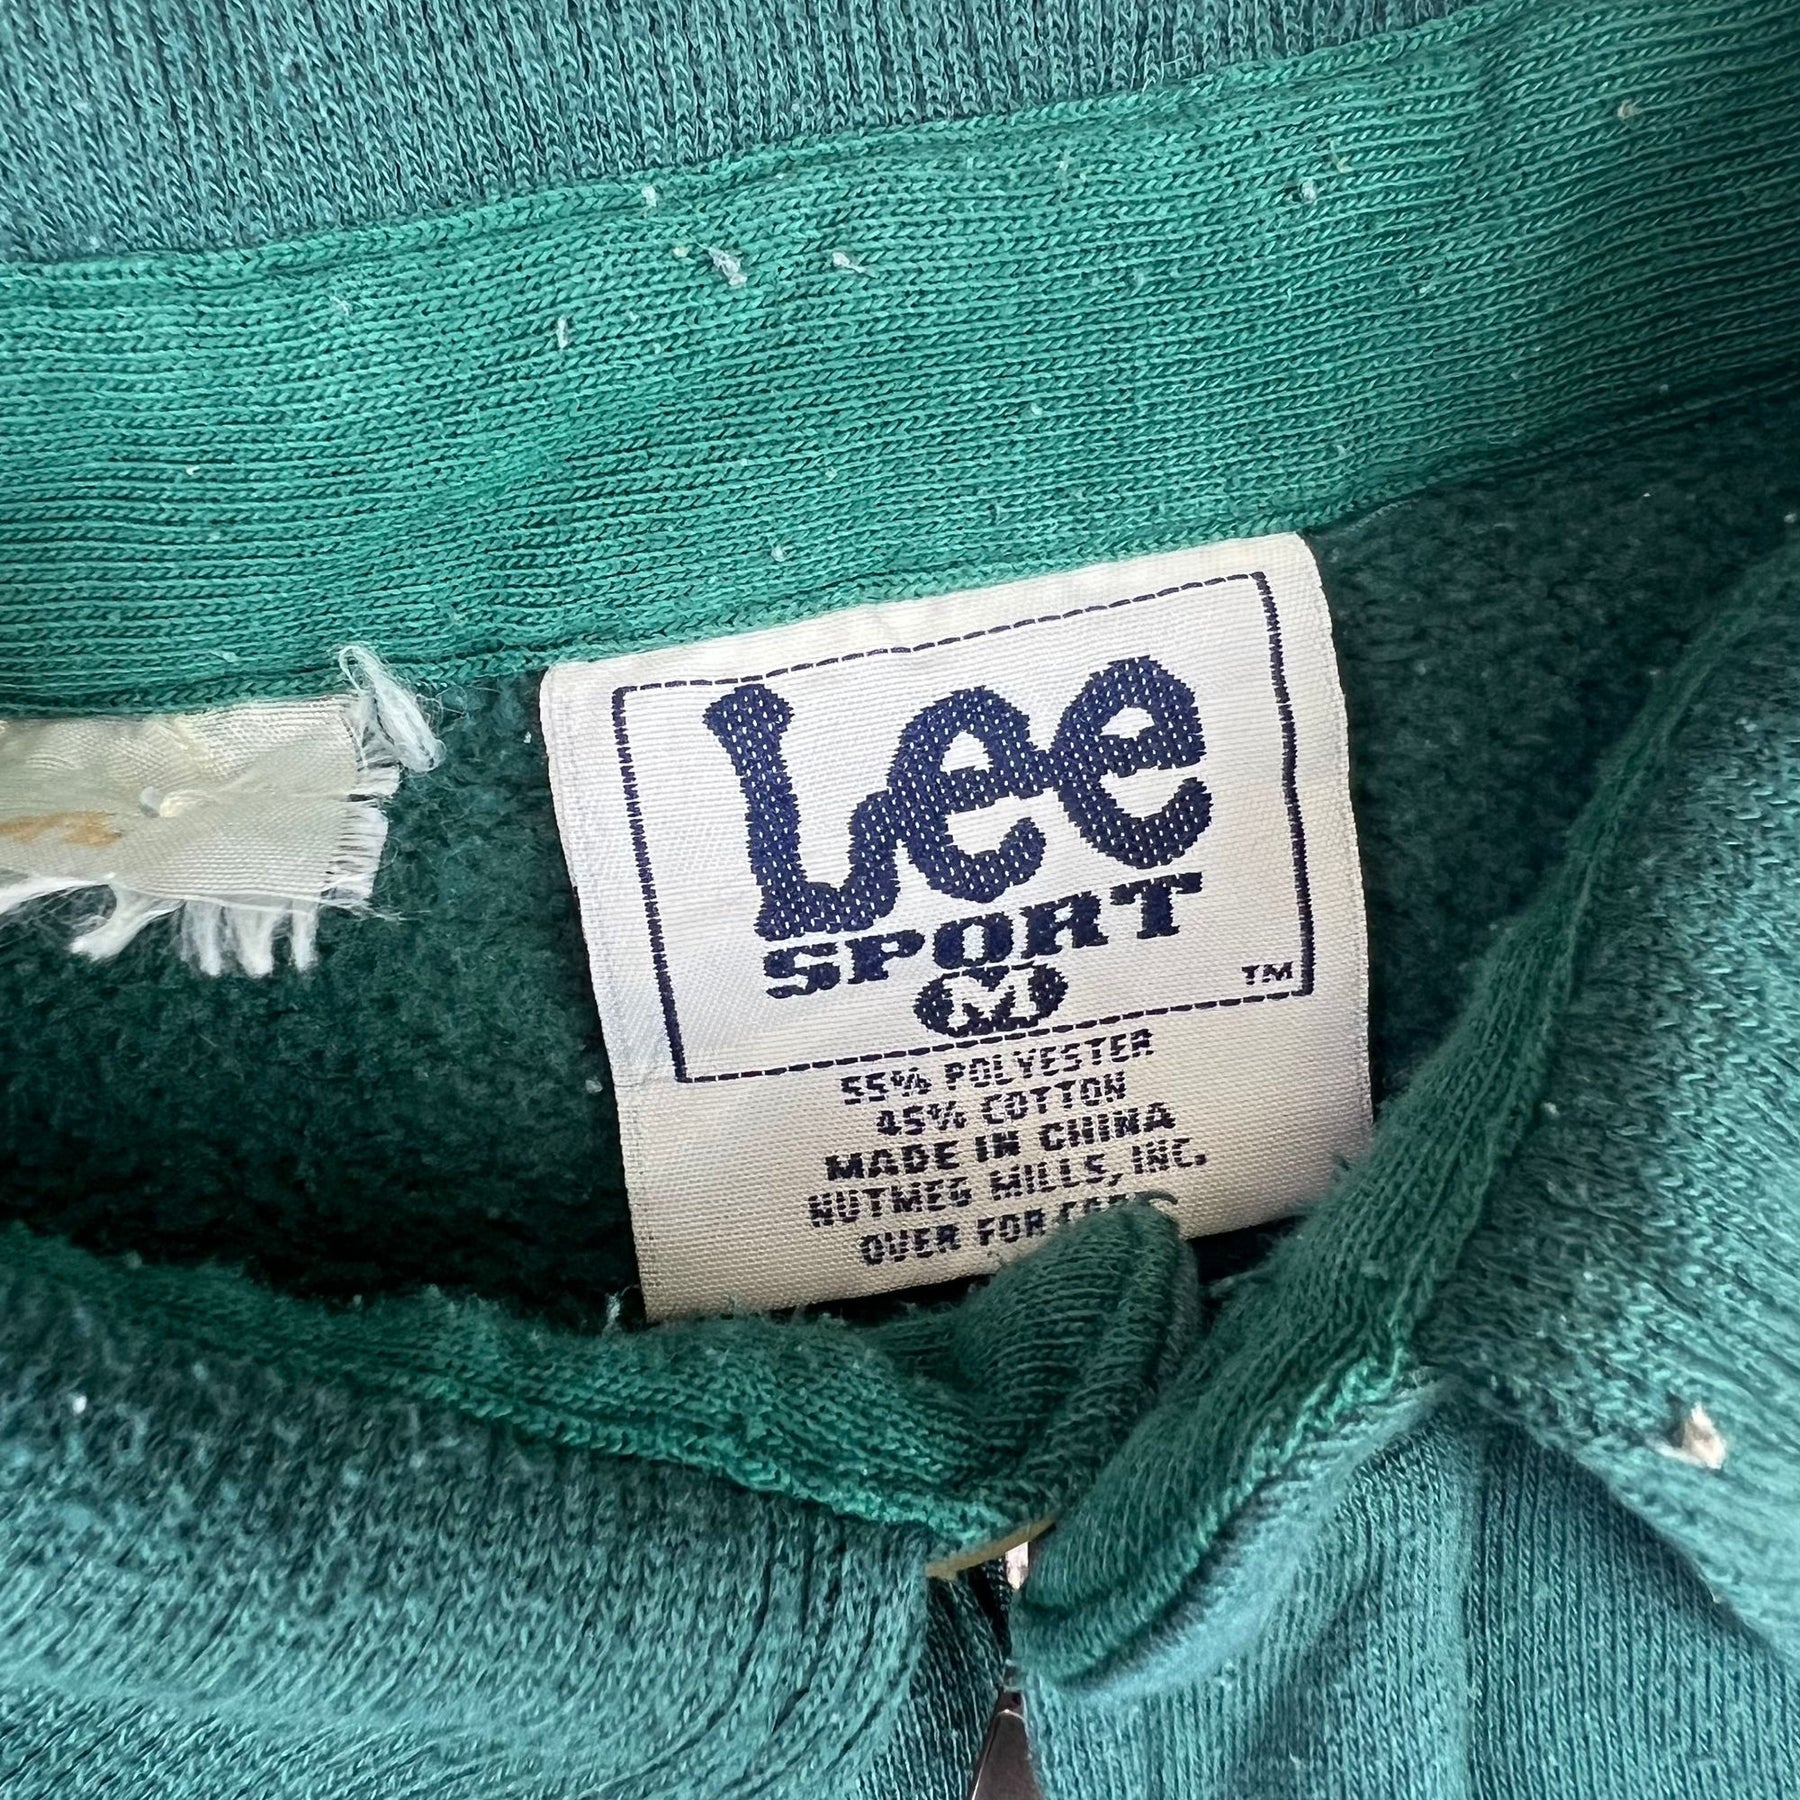 Lee
SPORT
TM
M
55% POLYESTER
45% COTTON
MADE IN CHINA
NUTMEG MILLS, INC.
OVER FOR